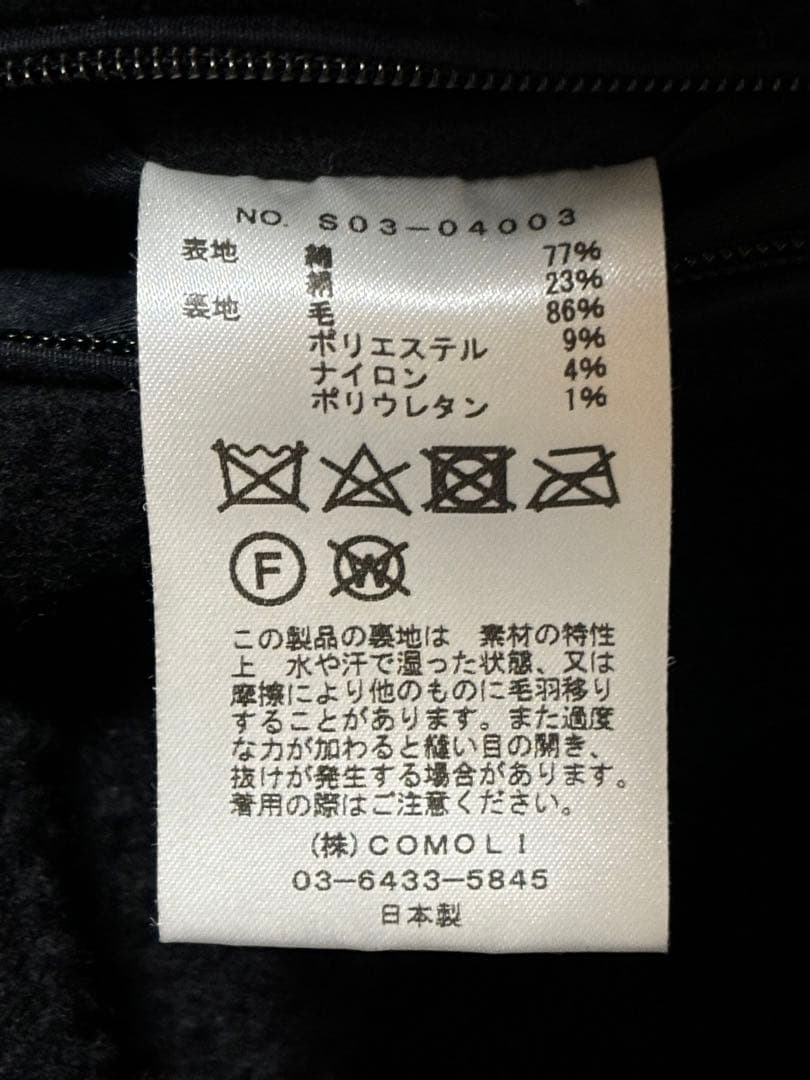 NO. S03-04003
表地 綿 77%
絹 23%
裏地 毛 86%
ポリエステル 9%
ナイロン 4%
ポリウレタン 1%
F W
この製品の裏地は 素材の特性
上 水や汗で湿った状態、又は
摩擦により他のものに毛羽移り
することがあります。また過度
な力が加わると縫い目の開き、
抜けが発生する場合があります。
着用の際はご注意ください。
(株)COMOLI
03-6433-5845
日本製